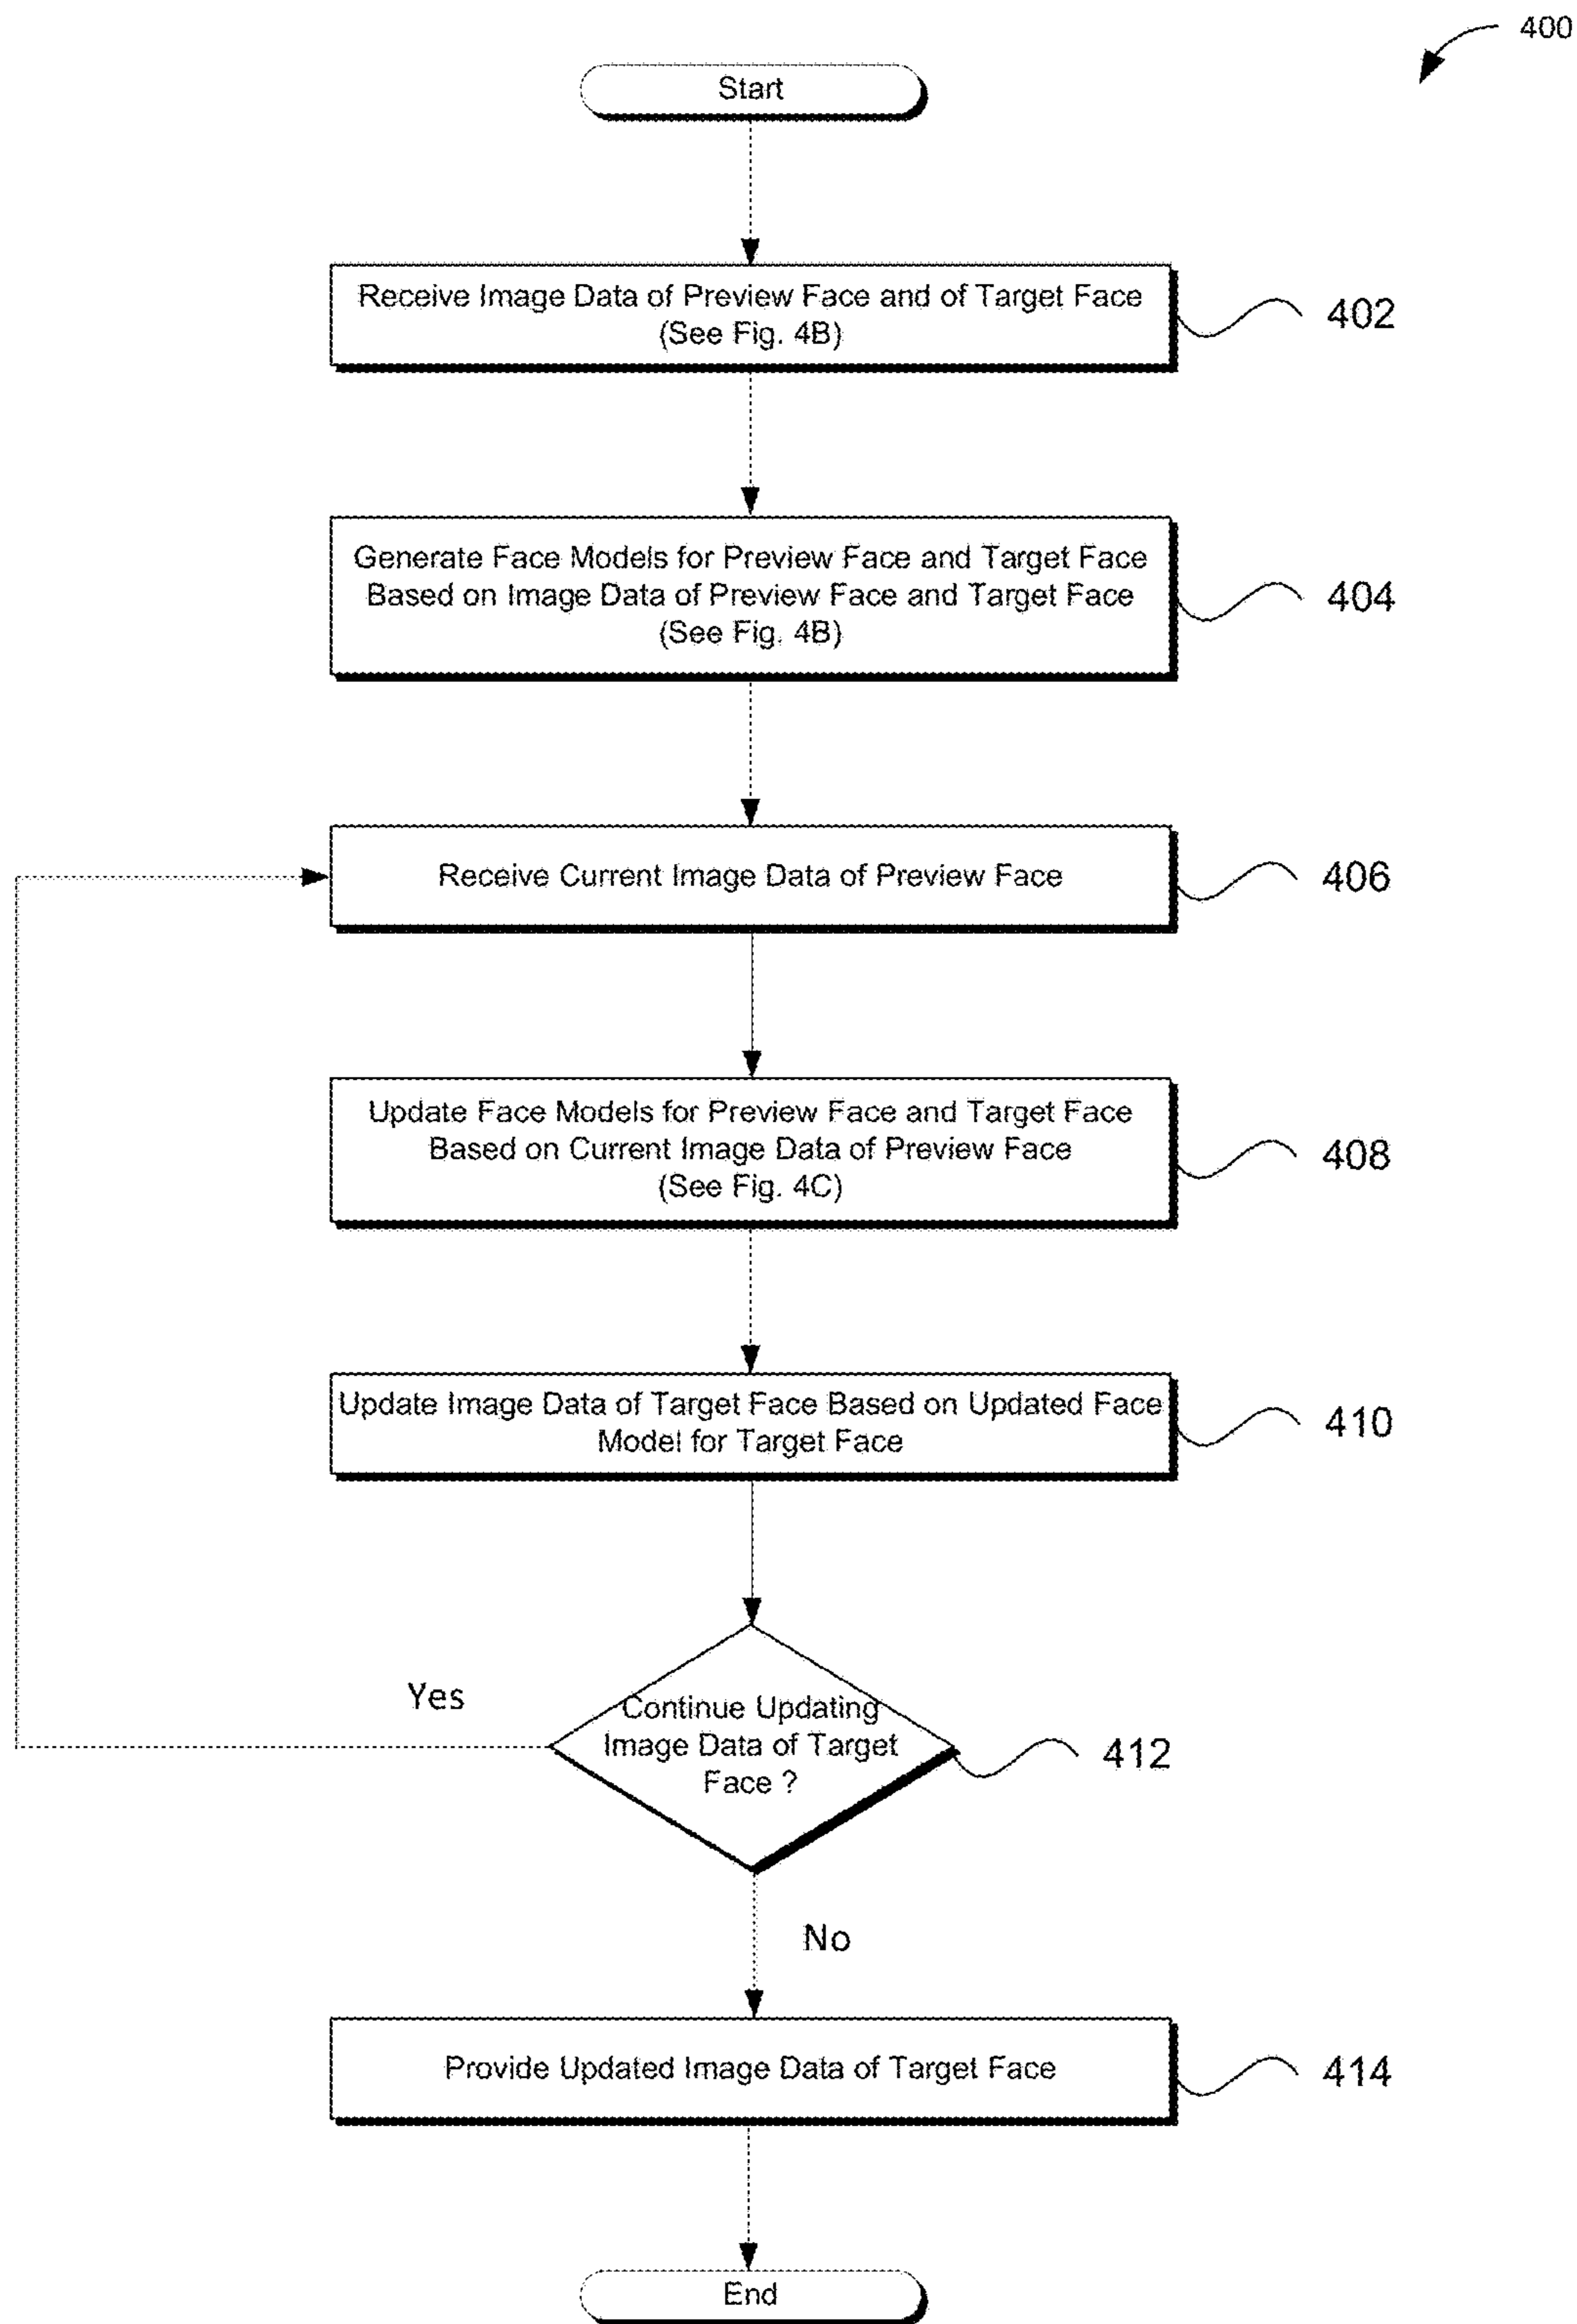 400
Start
Receive Image Data of Preview Face and of Target Face
(See Fig. 4B)
402
Generate Face Models for Preview Face and Target Face
Based on Image Data of Preview Face and Target Face
(See Fig. 4B)
404
Receive Current Image Data of Preview Face
406
Update Face Models for Preview Face and Target Face
Based on Current Image Data of Preview Face
(See Fig. 4C)
408
Update Image Data of Target Face Based on Updated Face
Model for Target Face
410
Yes
Continue Updating
Image Data of Target
Face ?
412
No
Provide Updated Image Data of Target Face
414
End